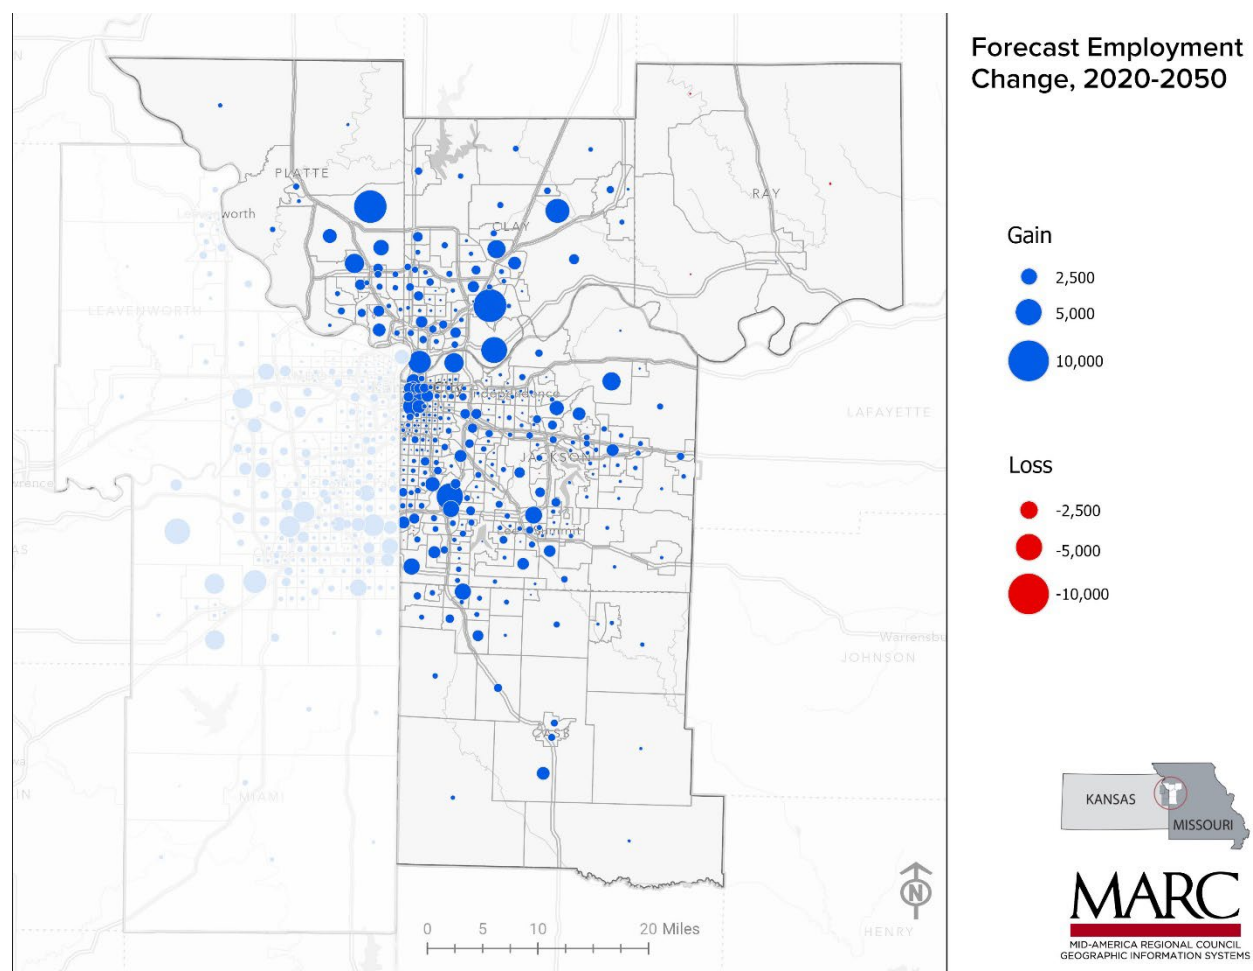 Forecast Employment
Change, 2020-2050
PLATTE
RAY
Leavenworth
CLAY
LEAVENWORTH
Gain
2,500
5,000
10,000
Independence
LAFAYETTE
JACKSON
Loss
-2,500
-5,000
-10,000
Warrensbu
JOHNSON
CASS
MIAMI
KANSAS
MISSOURI
N
0 5 10 20 Miles
HENRY
MARC
MID-AMERICA REGIONAL COUNCIL
GEOGRAPHIC INFORMATION SYSTEMS